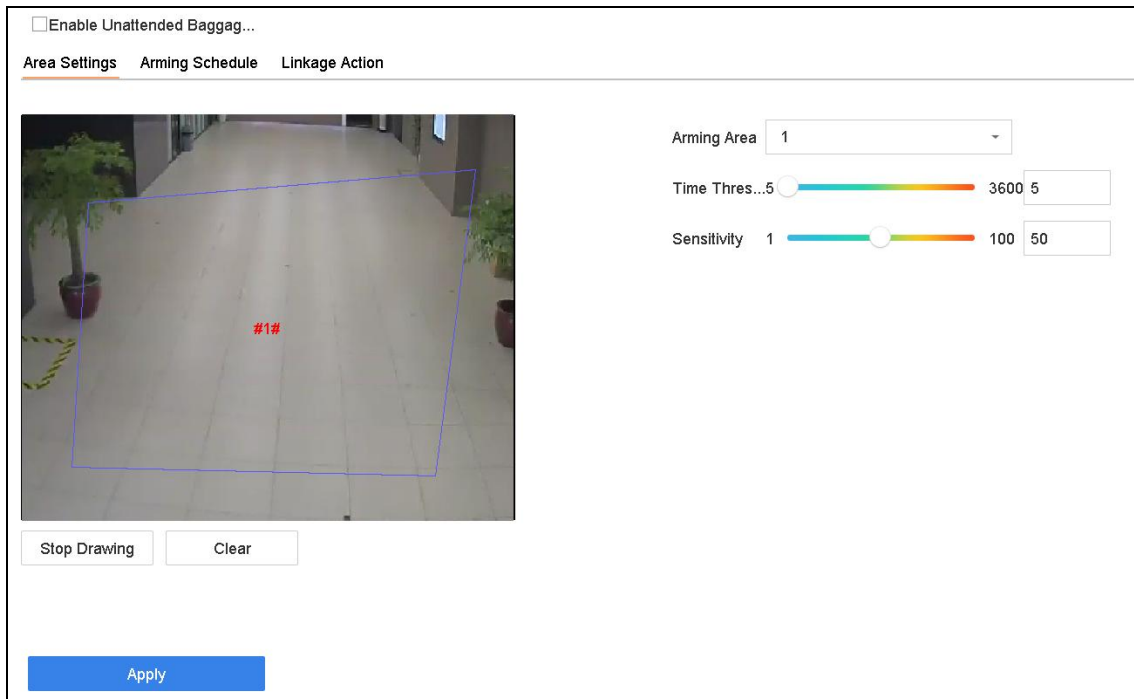 Enable Unattended Baggag...
Area Settings Arming Schedule Linkage Action
Arming Area 1
Time Thres...5 3600 5
Sensitivity 1 100 50
#1#
Stop Drawing Clear
Apply